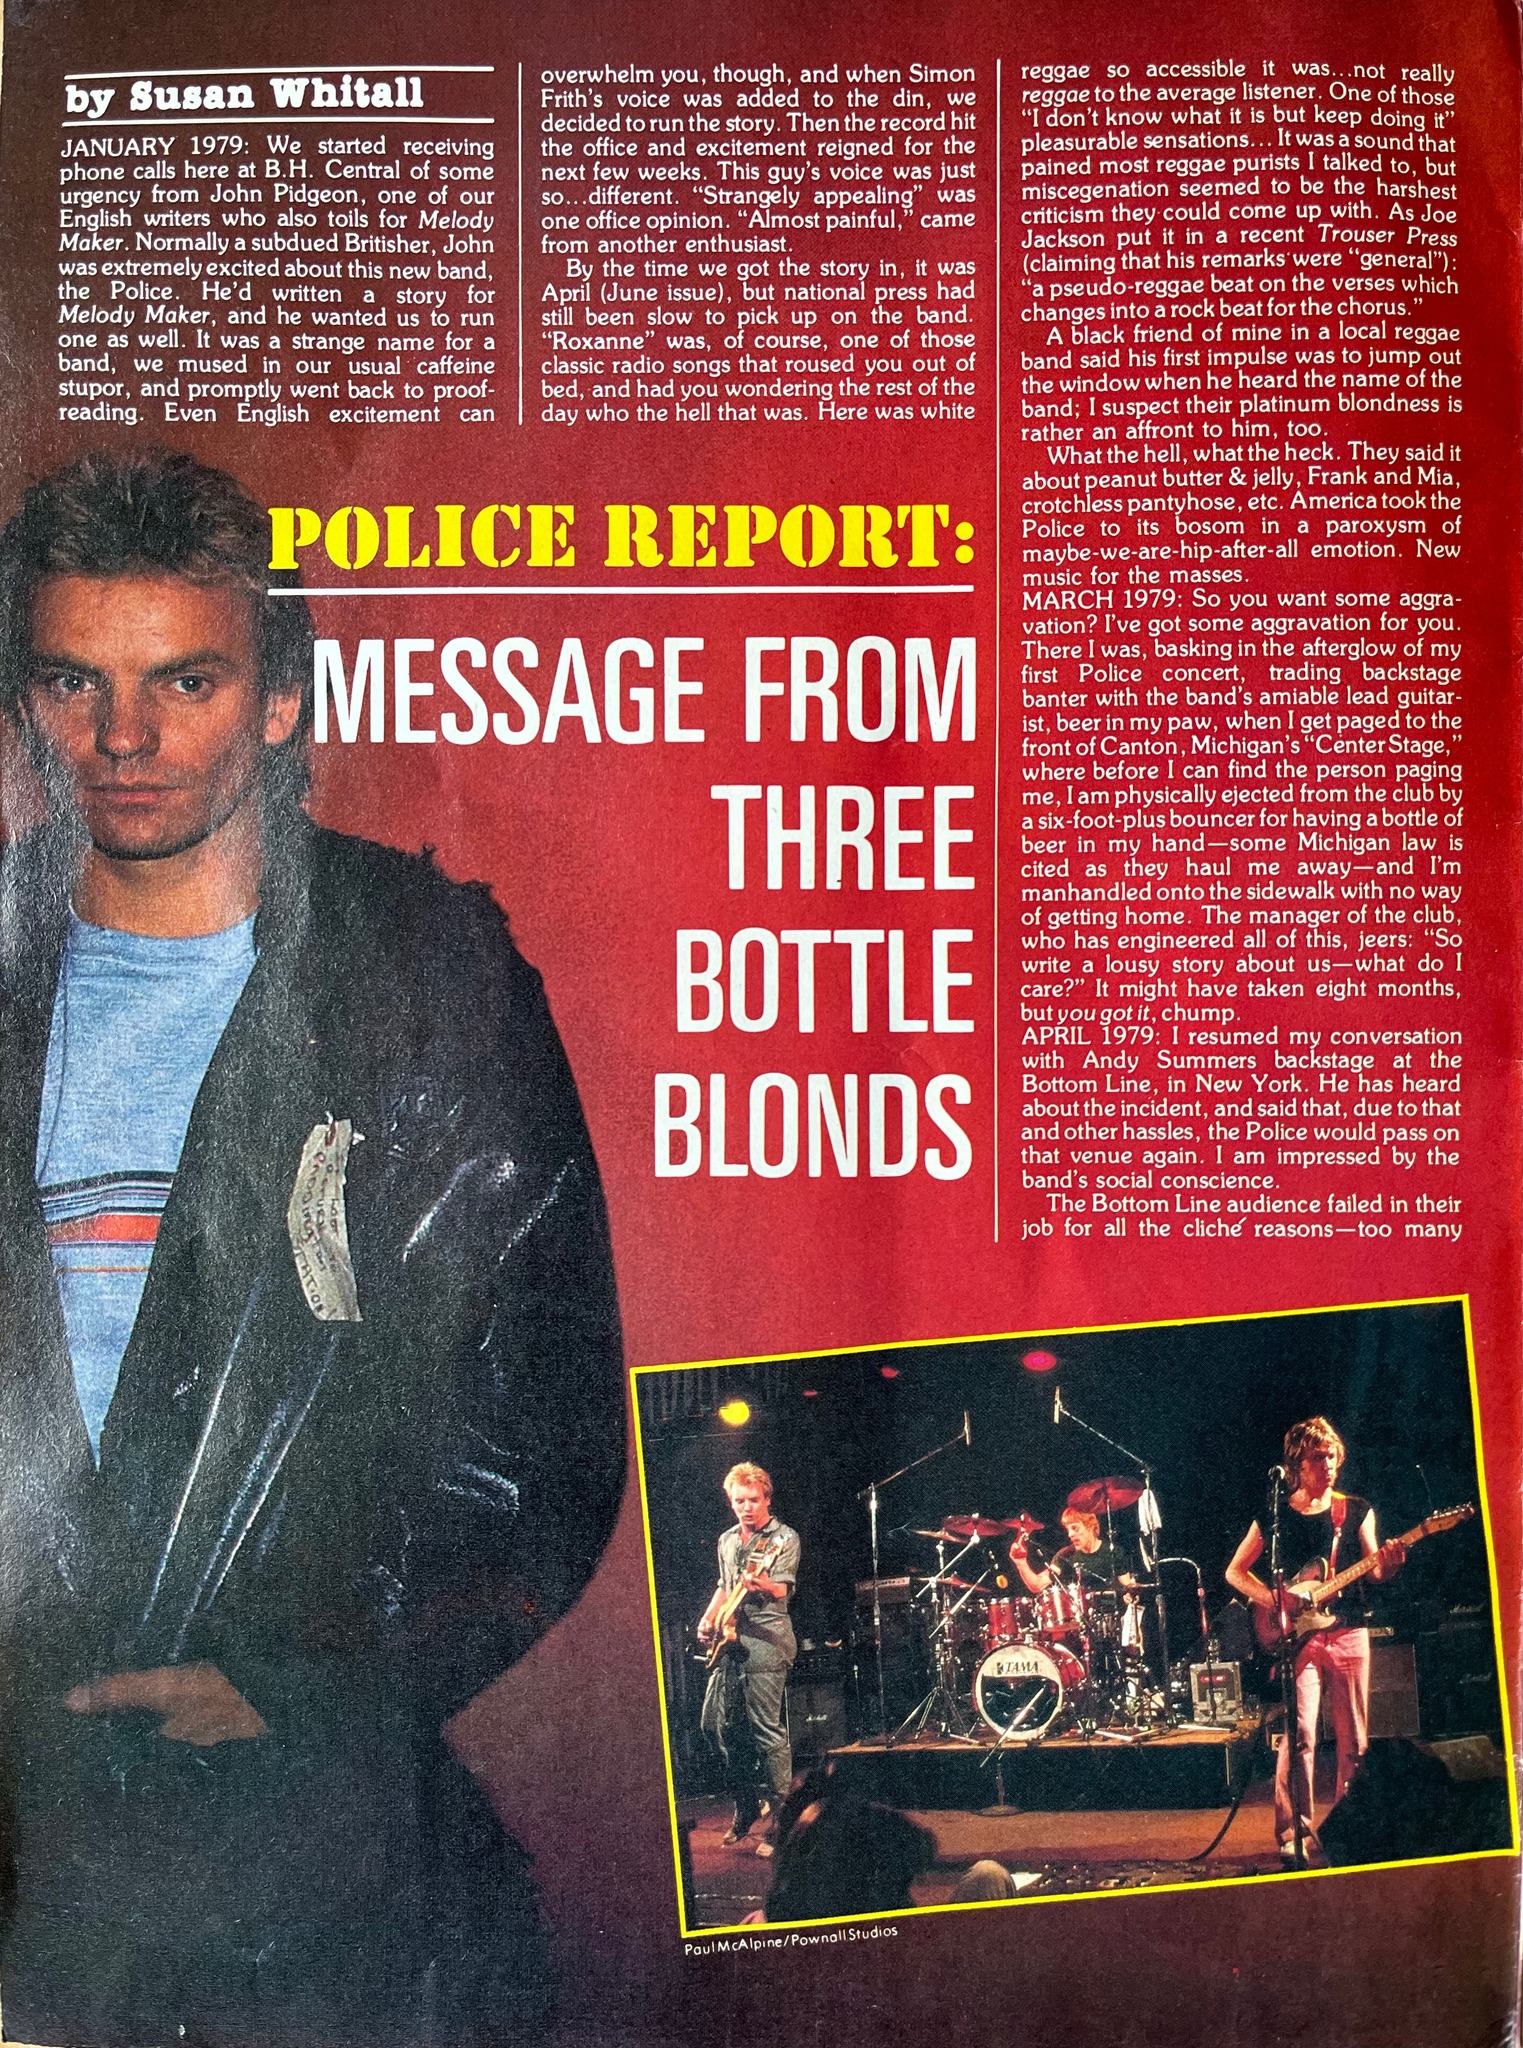 by Susan Whitall
JANUARY 1979: We started receiving
phone calls here at B.H. Central of some
urgency from John Pidgeon, one of our
English writers who also toils for Melody
Maker. Normally a subdued Britisher, John
was extremely excited about this new band,
the Police. He'd written a story for
Melody Maker, and he wanted us to run
one as well. It was a strange name for a
band, we mused in our usual caffeine
stupor, and promptly went back to proof-
reading. Even English excitement can
overwhelm you, though, and when Simon
Frith's voice was added to the din, we
decided to run the story. Then the record hit
the office and excitement reigned for the
next few weeks. This guy's voice was just
so...different. “Strangely appealing” was
one office opinion. “Almost painful,” came
from another enthusiast.
By the time we got the story in, it was
April (June issue), but national press had
still been slow to pick up on the band.
“Roxanne” was, of course, one of those
classic radio songs that roused you out of
bed, and had you wondering the rest of the
day who the hell that was. Here was white
reggae so accessible it was...not really
reggae to the average listener. One of those
“I don't know what it is but keep doing it”
pleasurable sensations... It was a sound that
pained most reggae purists I talked to, but
miscegenation seemed to be the harshest
criticism they could come up with. As Joe
Jackson put it in a recent Trouser Press
(claiming that his remarks were “general”):
“a pseudo-reggae beat on the verses which
changes into a rock beat for the chorus.”
A black friend of mine in a local reggae
band said his first impulse was to jump out
the window when he heard the name of the
band; I suspect their platinum blondness is
rather an affront to him, too.
What the hell, what the heck. They said it
about peanut butter & jelly, Frank and Mia,
crotchless pantyhose, etc. America took the
Police to its bosom in a paroxysm of
maybe-we-are-hip-after-all emotion. New
music for the masses.
MARCH 1979: So you want some aggra-
vation? I've got some aggravation for you.
There I was, basking in the afterglow of my
first Police concert, trading backstage
banter with the band's amiable lead guitar-
ist, beer in my paw, when I get paged to the
front of Canton, Michigan's “Center Stage,”
where before I can find the person paging
me, I am physically ejected from the club by
a six-foot-plus bouncer for having a bottle of
beer in my hand—some Michigan law is
cited as they haul me away—and I'm
manhandled onto the sidewalk with no way
of getting home. The manager of the club,
who has engineered all of this, jeers: “So
write a lousy story about us—what do I
care?” It might have taken eight months,
but you got it, chump.
APRIL 1979: I resumed my conversation
with Andy Summers backstage at the
Bottom Line, in New York. He has heard
about the incident, and said that, due to that
and other hassles, the Police would pass on
that venue again. I am impressed by the
band's social conscience.
The Bottom Line audience failed in their
job for all the cliché reasons—too many
POLICE REPORT:
MESSAGE FROM
THREE
BOTTLE
BLONDS
TAMA
Marshall
Paul McAlpine/Pownall Studios